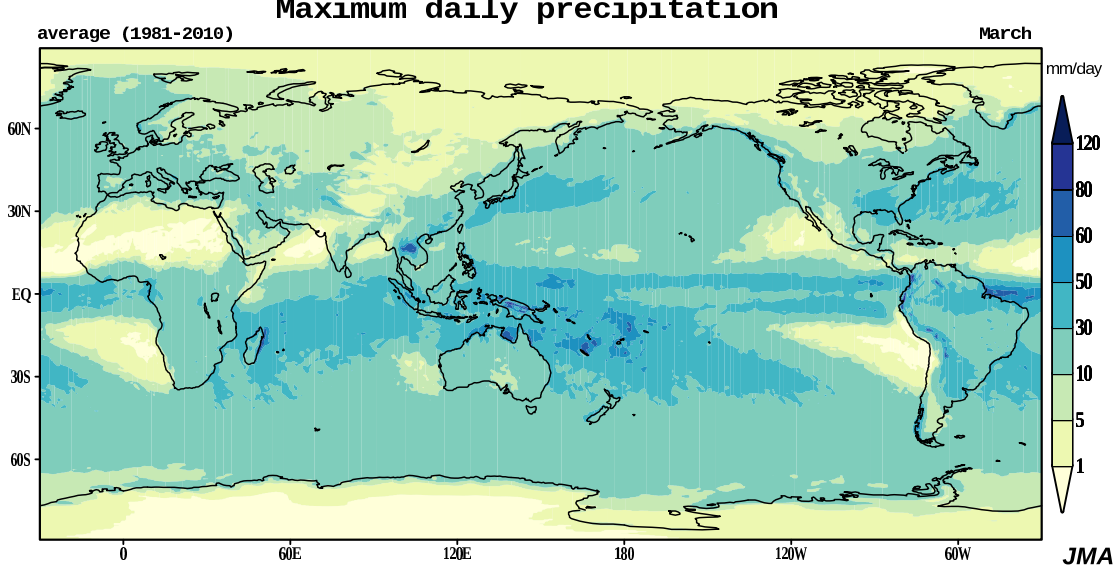 Maximum daily precipitation
average (1981-2010) March
mm/day
120
80
60
50
30
10
5
1
60N
30N
EQ
30S
60S
0 60E 120E 180 120W 60W
JMA